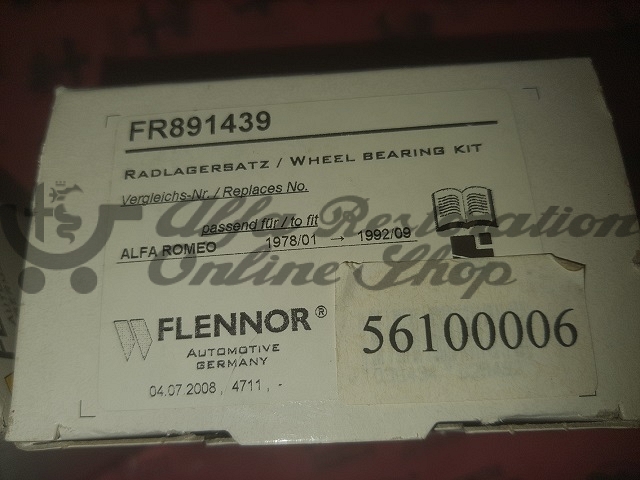 FR891439
RADLAGERSATZ / WHEEL BEARING KIT
Vergleichs-Nr. / Replaces No.
passend für / to fit
ALFA ROMEO 1978/01 → 1992/09
Alfa Restoration
Online Shop
FLENNOR®
AUTOMOTIVE
GERMANY
04.07.2008, 4711, -
56100006